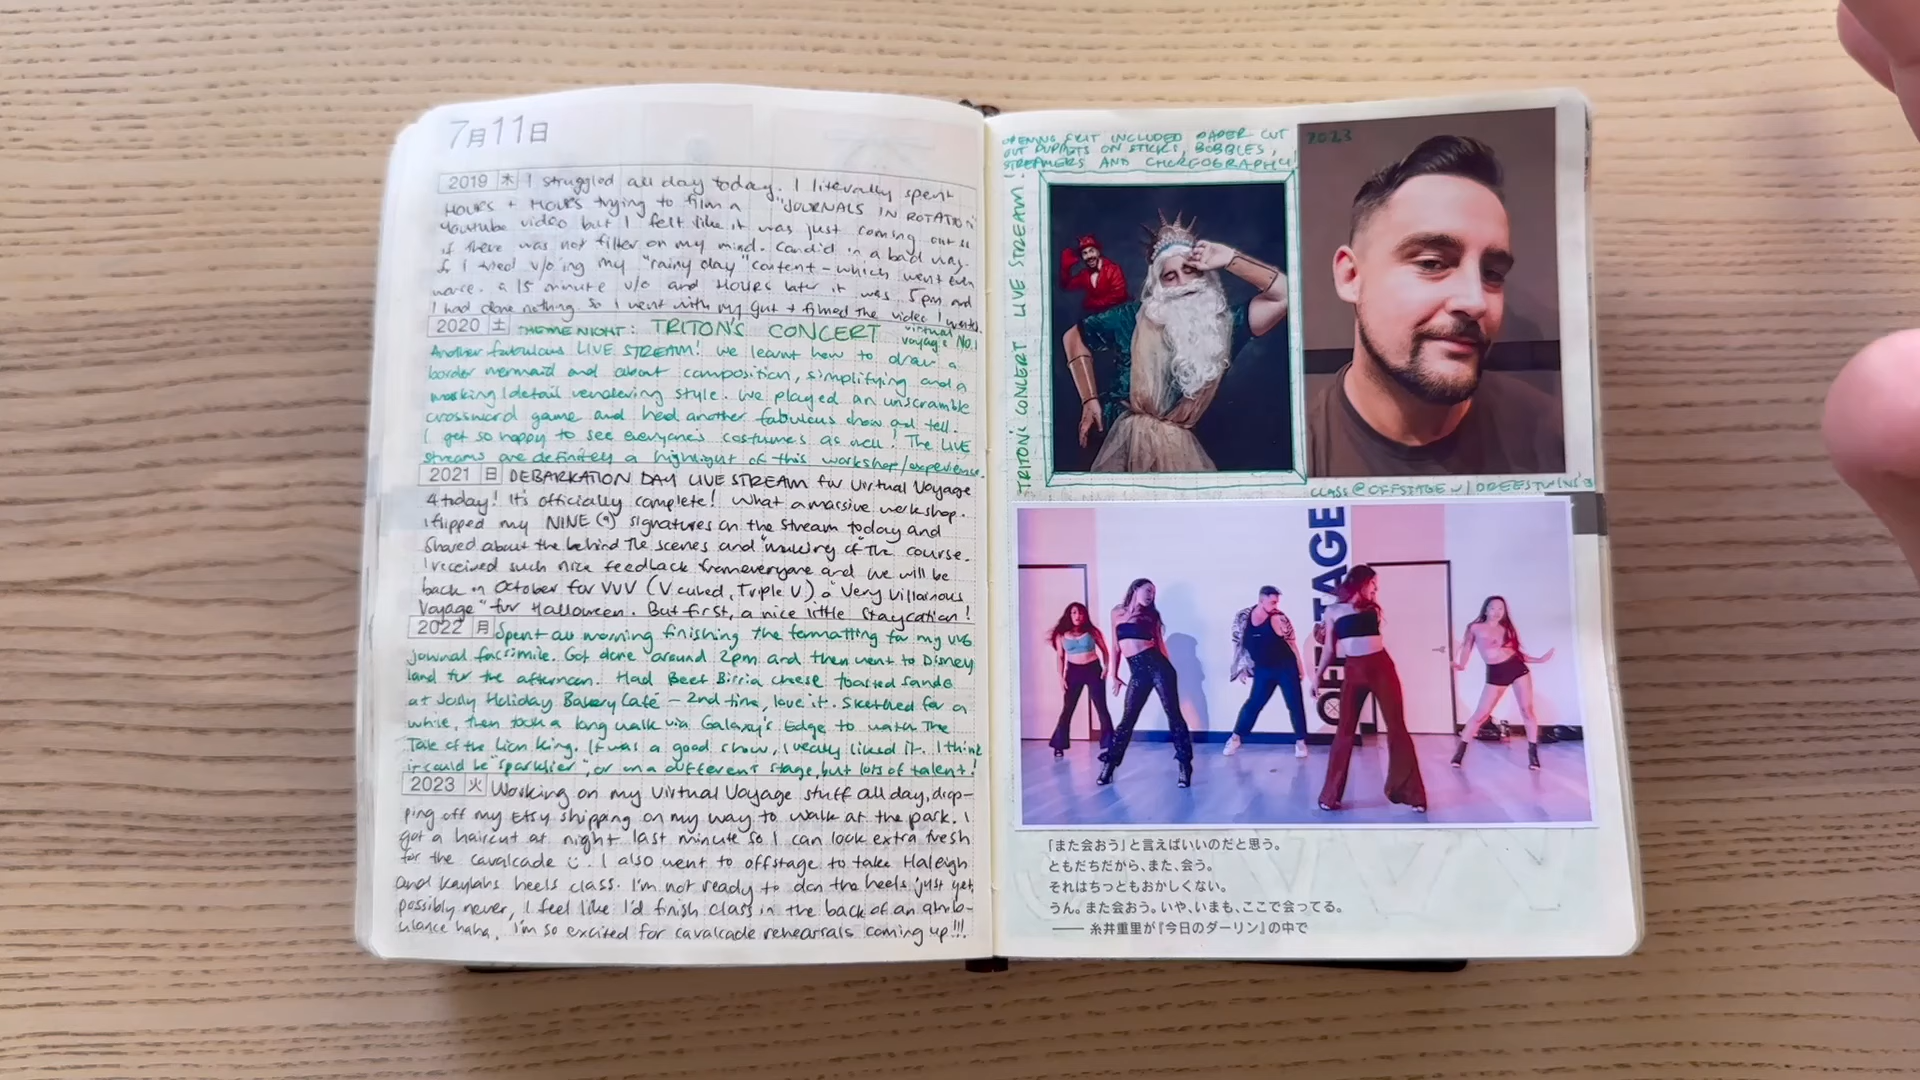 7月11日
2019 木 I struggled all day today. I literally spent
HOURS + HOURS trying to film a "JOURNALS IN ROTATION"
Youtube video but I felt like it was just coming out as
if there was not filter on my mind. Candid in a bad way.
So I tried v/o ing my "rainy day" content - which went even
worse. a 15 minute v/o and HOURS later it was 5pm and
I had done nothing so I went with my gut + filmed the video I wanted.
2020 土 THEME NIGHT: TRITON'S CONCERT virtual voyage No.1
Another fabulous LIVE STREAM! We learnt how to draw a
border mermaid and about composition, simplifying and a
marking/detail rendering style. We played an unscramble
crossword game and had another fabulous show and tell.
I get so happy to see everyone's costumes as well! The LIVE
streams are definitely a highlight of this workshop/experience.
2021 日 DEBARKATION DAY LIVE STREAM for Virtual Voyage
4 today! It's officially complete! What a massive workshop.
I flipped my NINE (9) signatures on the stream today and
shared about the behind the scenes and "making of" the course.
I received such nice feedback from everyone and we will be
back in October for VVV (V cubed, Triple V) a "Very Villainous
Voyage" for Halloween. But first, a nice little staycation!
2022 月 Spent all morning finishing the formatting for my VV6
journal facsimile. Got done around 2pm and then went to Disney
land for the afternoon. Had Beef Birria cheese toasted sando
at Jolly Holiday Bakery Café - 2nd time, love it. Sketched for a
while, then took a long walk via Galaxy's Edge to watch The
Tale of the Lion King. It was a good show, I really liked it. I think
it could be "sparklier", or on a different stage, but lots of talent!
2023 火 Working on my Virtual Voyage stuff all day, drop-
ping off my Etsy shipping on my way to walk at the park. I
got a haircut at night last minute so I can look extra fresh
for the cavalcade. I also went to offstage to take Haleigh
and Kaylahs heels class. I'm not ready to don the heels just yet,
possibly never, I feel like I'd finish class in the back of an amb-
ulance haha. I'm so excited for cavalcade rehearsals coming up!!!
OPENING SKIT INCLUDED PAPER CUT
OUT PUPPETS ON STICKS, BUBBLES,
STREAMERS AND CHOREOGRAPHY!
TRITON'S CONCERT LIVE STREAM!
2023
CLASS @ OFFSTAGE
OFFSTAGE
「また会おう」と言えばいいのだと思う。
ともだちだから、また、会う。
それはちっともおかしくない。
うん。また会おう。いや、いまも、ここで会ってる。
―― 糸井重里が『今日のダーリン』の中で